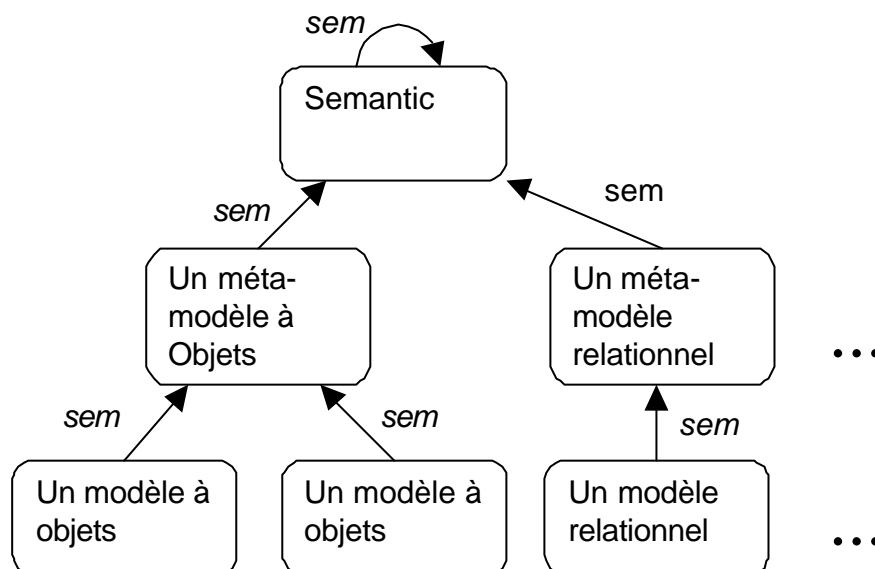 sem
Semantic
sem
sem
Un méta-
modèle à
Objets
Un méta-
modèle
relationnel
...
sem
sem
sem
Un modèle à
objets
Un modèle à
objets
Un modèle
relationnel
...